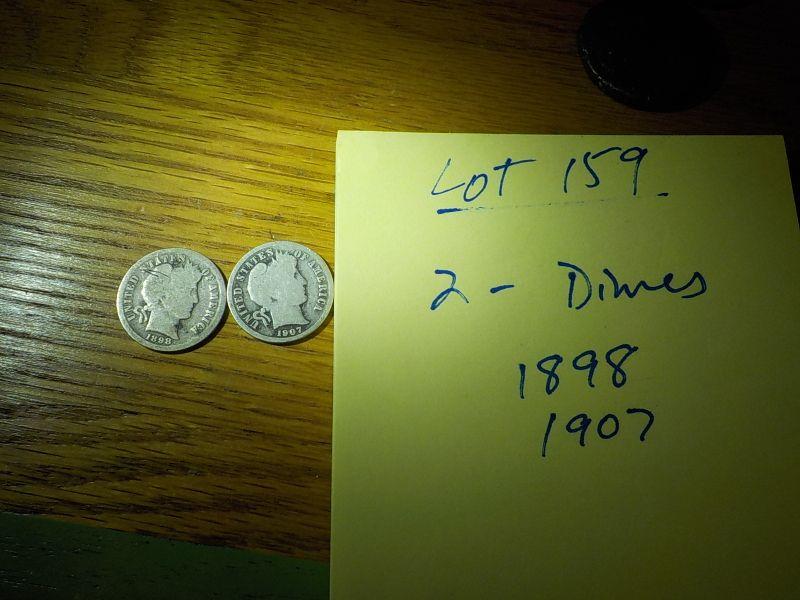 UNITED STATES OF AMERICA
1898
UNITED STATES OF AMERICA
1907
Lot 159
2 - Dimes
1898
1907